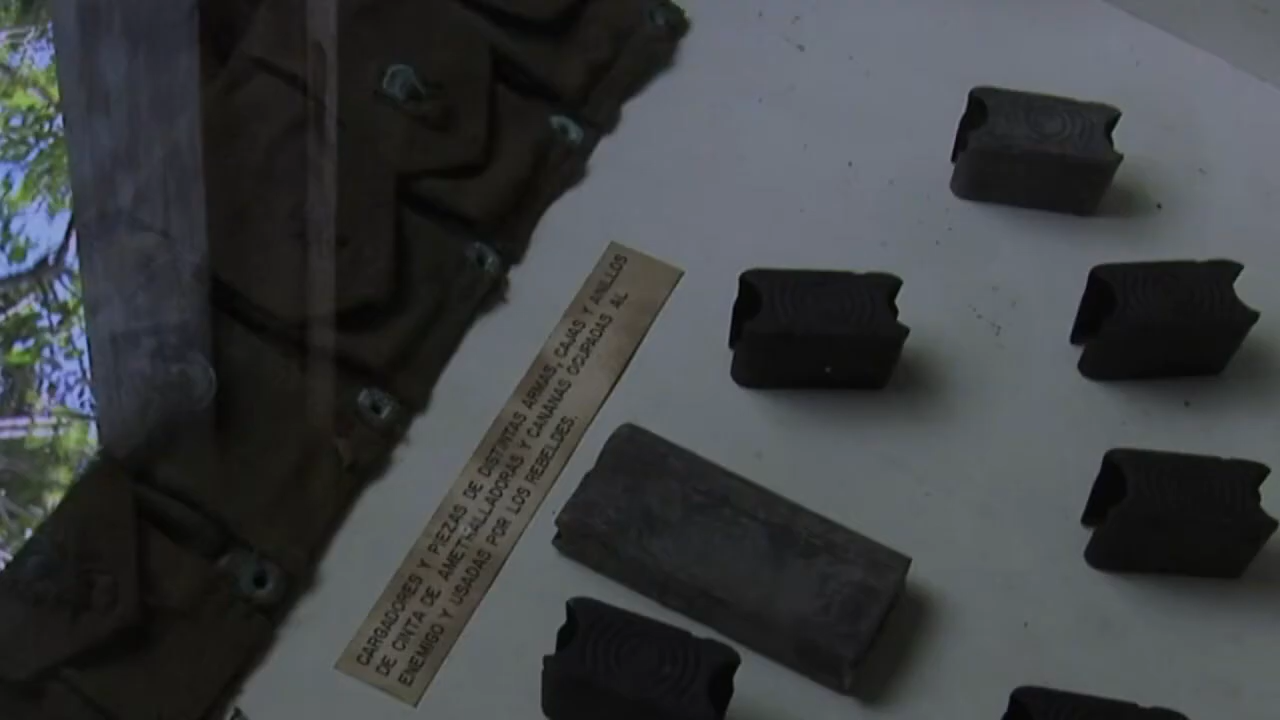 CARGADORES Y PIEZAS DE DISTINTAS ARMAS, CAJAS Y ANILLOS
DE CINTA DE AMETRALLADORAS Y CANANAS OCUPADAS AL
ENEMIGO Y USADAS POR LOS REBELDES.